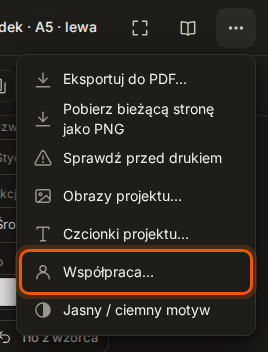 dek · A5 · lewa
Eksportuj do PDF...
Pobierz bieżącą stronę
jako PNG
Sprawdź przed drukiem
Obrazy projektu...
Czcionki projektu...
Współpraca...
Jasny / ciemny motyw
z wzorca